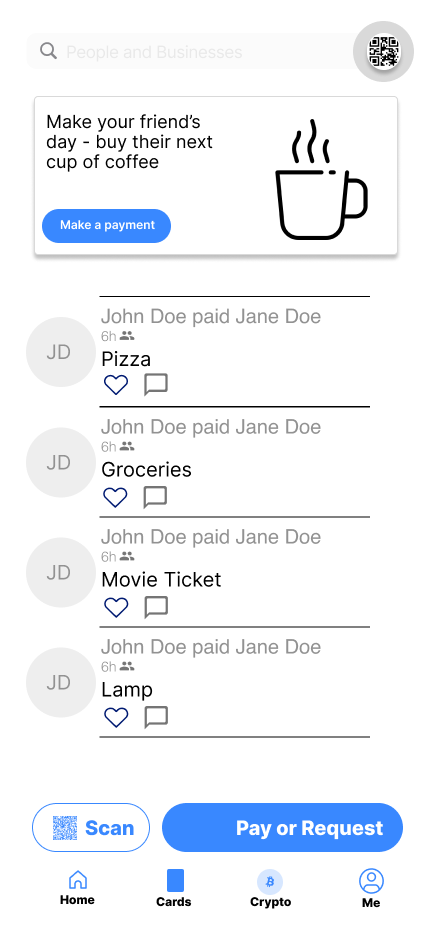 People and Businesses
Make your friend's
day - buy their next
cup of coffee
Make a payment
John Doe paid Jane Doe
6h
JD
Pizza
John Doe paid Jane Doe
6h
JD
Groceries
John Doe paid Jane Doe
6h
JD
Movie Ticket
John Doe paid Jane Doe
6h
JD
Lamp
Scan
Pay or Request
Home
Cards
Crypto
Me